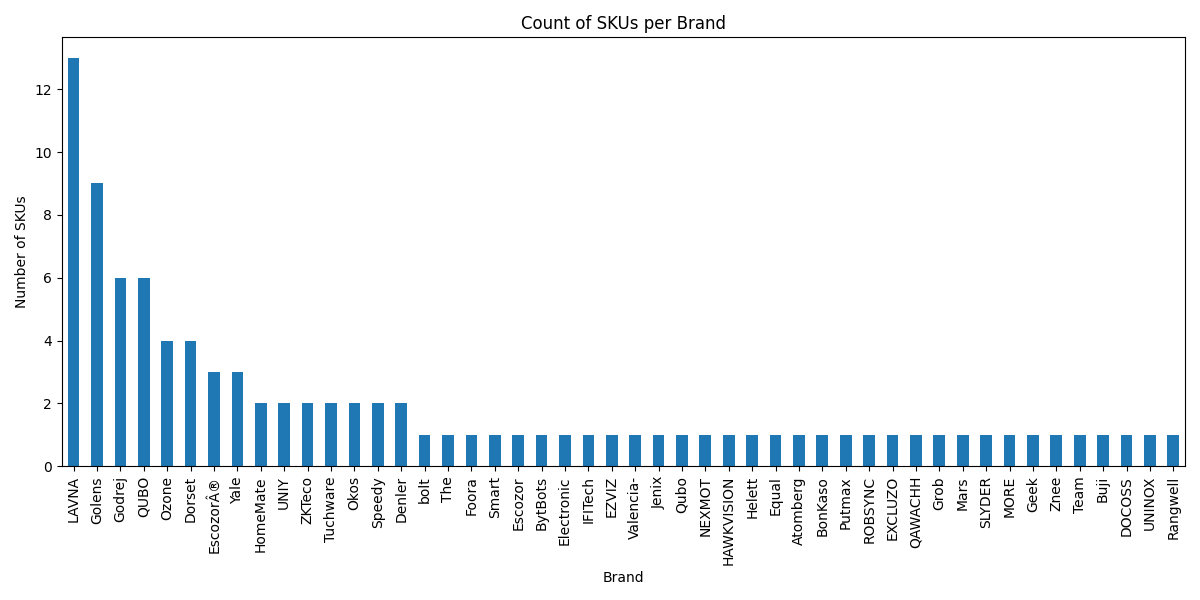 Count of SKUs per Brand
Number of SKUs
12
10
8
6
4
2
0
LAVNA
Golens
Godrej
QUBO
Ozone
Dorset
EscozorÂ®
Yale
HomeMate
UNIY
ZKTeco
Tuchware
Okos
Speedy
Denler
bolt
The
Foora
Smart
Escozor
BytBots
Electronic
IFITech
EZVIZ
Valencia-
Jenix
Qubo
NEXMOT
HAWKVISION
Helett
Equal
Atomberg
BonKaso
Putmax
ROBSYNC
EXCLUZO
QAWACHH
Grob
Mars
SLYDER
MORE
Geek
Znee
Team
Buji
DOCOSS
UNINOX
Rangwell
Brand